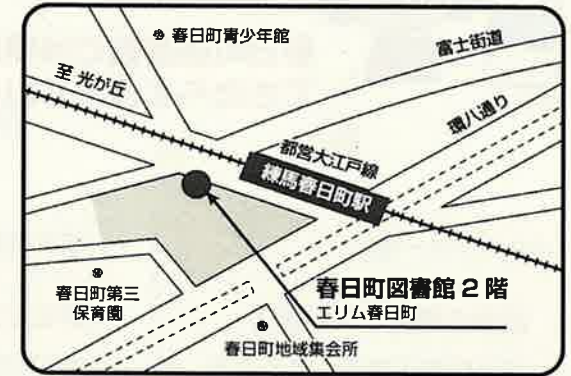 春日町青少年館
富士街道
至 光が丘
環八通り
都営大江戸線
練馬春日町駅
春日町図書館 2 階
エリム春日町
春日町第三
保育園
春日町地域集会所